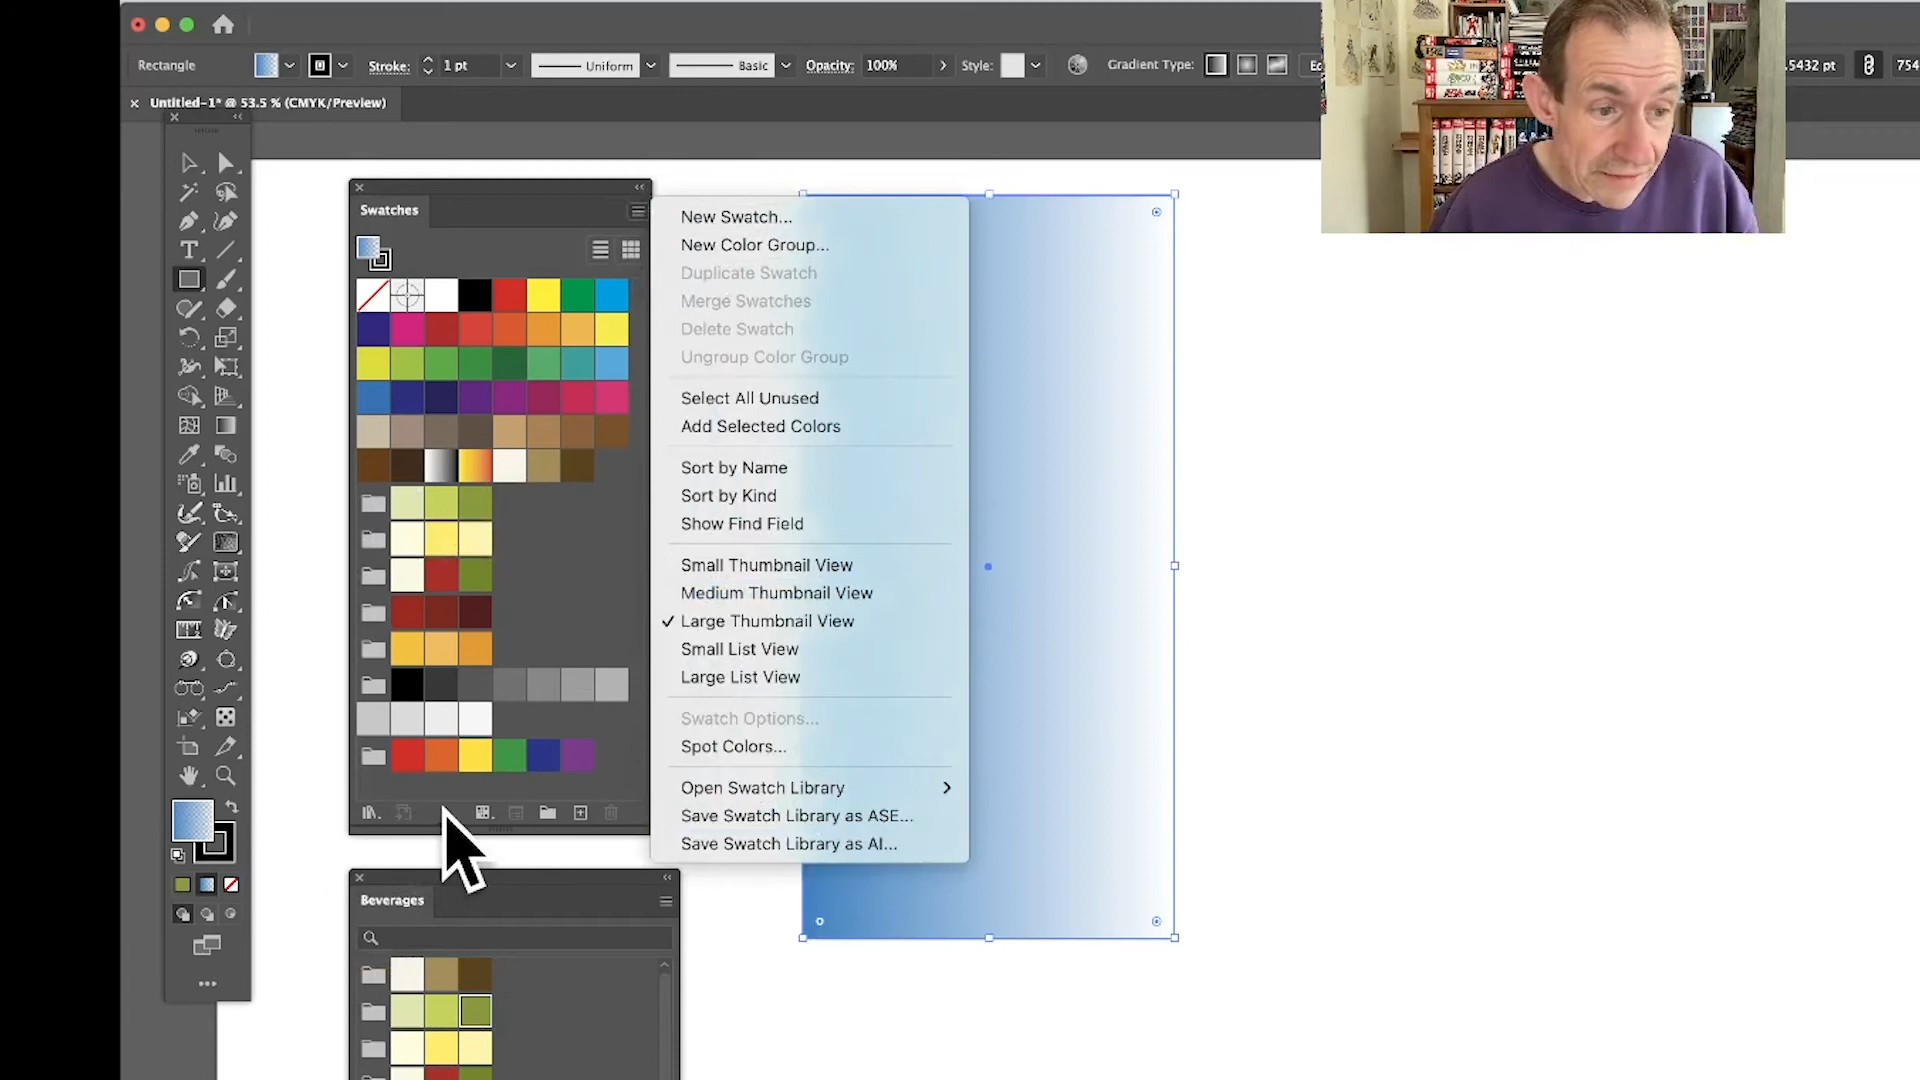 Rectangle
Stroke: 1 pt
Uniform
Basic
Opacity: 100%
Style:
Gradient Type:
.5432 pt
754
Untitled-1* @ 53.5 % (CMYK/Preview)
Swatches
New Swatch...
New Color Group...
Duplicate Swatch
Merge Swatches
Delete Swatch
Ungroup Color Group
Select All Unused
Add Selected Colors
Sort by Name
Sort by Kind
Show Find Field
Small Thumbnail View
Medium Thumbnail View
Large Thumbnail View
Small List View
Large List View
Swatch Options...
Spot Colors...
Open Swatch Library
Save Swatch Library as ASE...
Save Swatch Library as AI...
Beverages